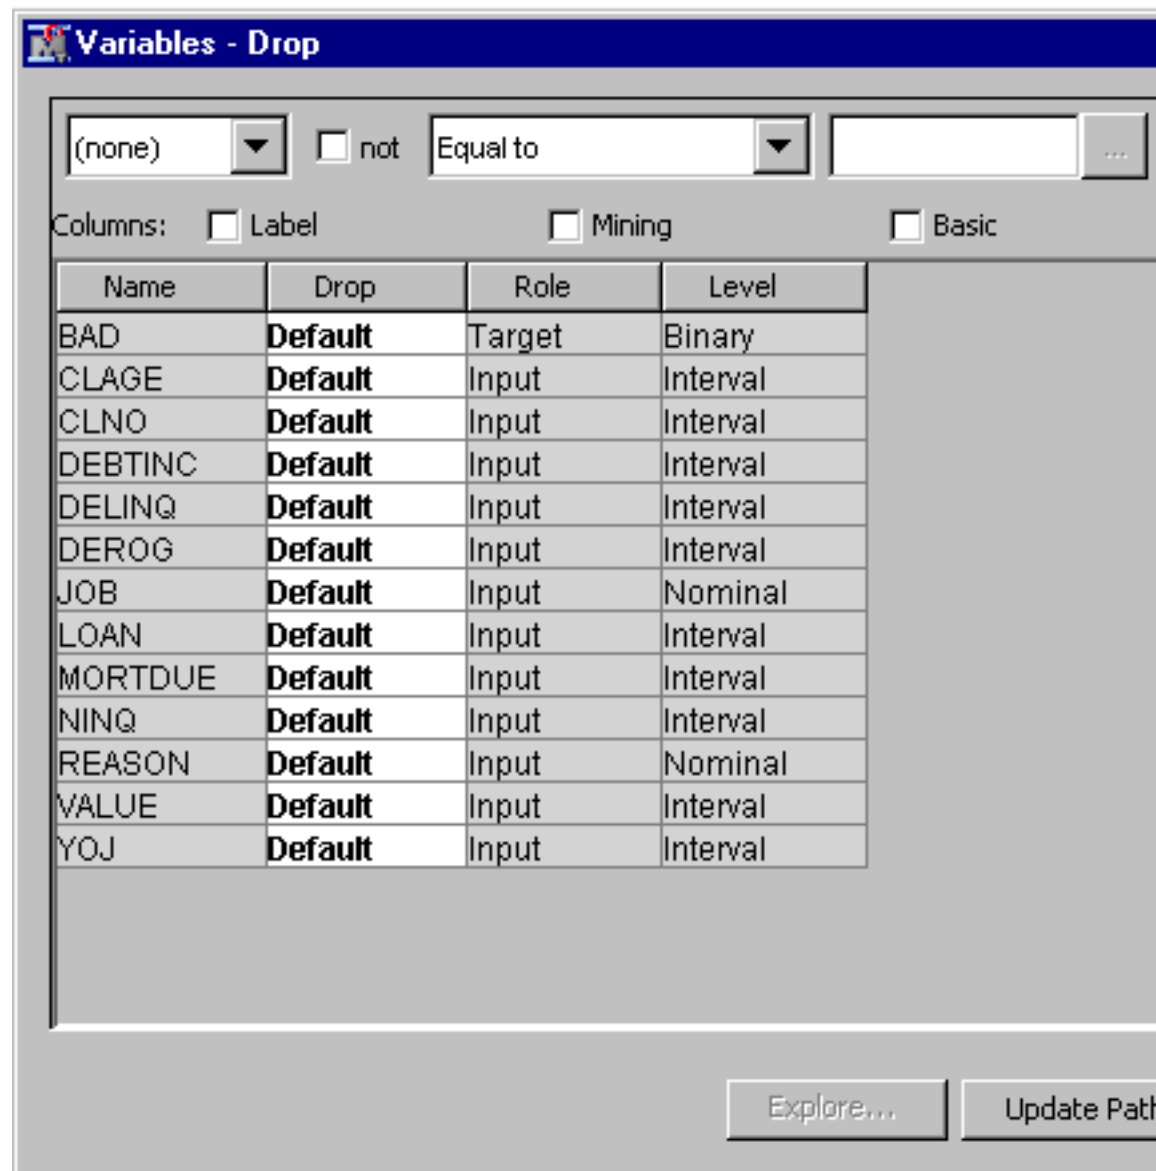 Variables - Drop
(none) not Equal to ...
Columns: Label Mining Basic
Name Drop Role Level
BAD Default Target Binary
CLAGE Default Input Interval
CLNO Default Input Interval
DEBTINC Default Input Interval
DELINQ Default Input Interval
DEROG Default Input Interval
JOB Default Input Nominal
LOAN Default Input Interval
MORTDUE Default Input Interval
NINQ Default Input Interval
REASON Default Input Nominal
VALUE Default Input Interval
YOJ Default Input Interval
Explore... Update Path